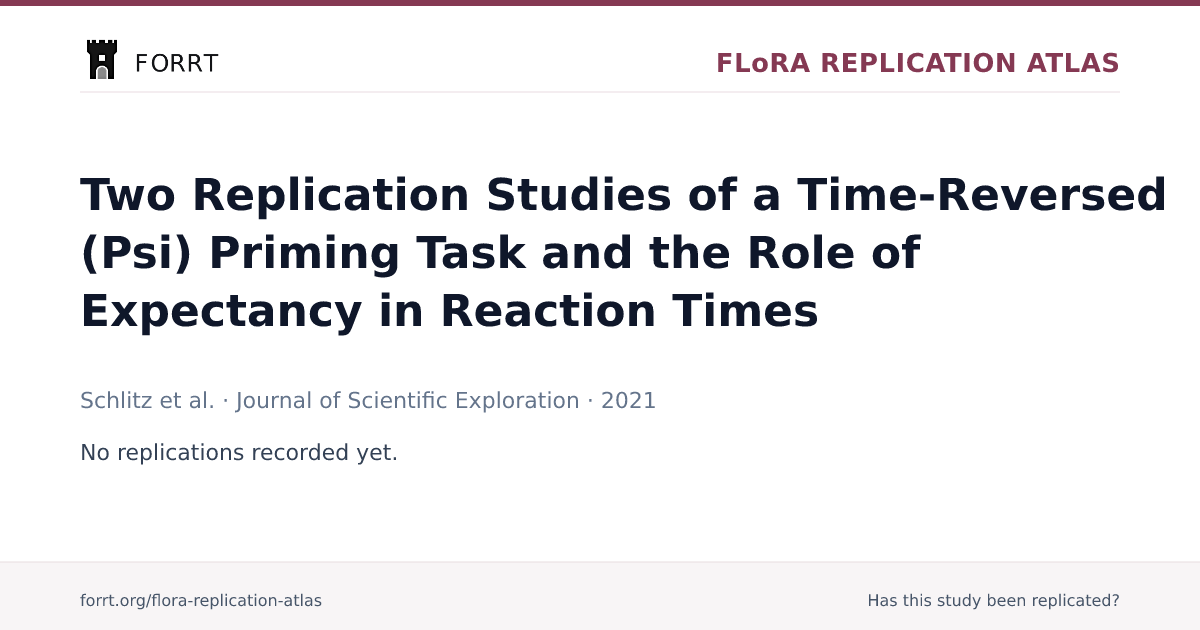 FORRT
FLoRA REPLICATION ATLAS
Two Replication Studies of a Time-Reversed
(Psi) Priming Task and the Role of
Expectancy in Reaction Times
Schlitz et al. · Journal of Scientific Exploration · 2021
No replications recorded yet.
forrt.org/flora-replication-atlas
Has this study been replicated?